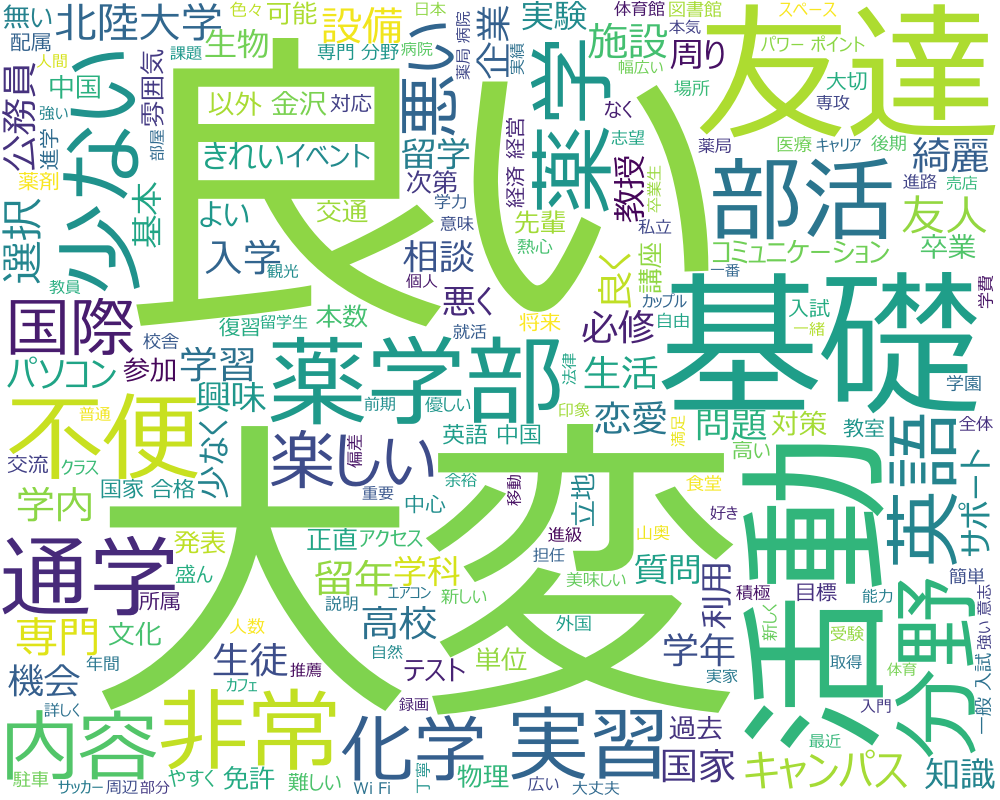 無い
北陸大学
色々
可能
設備
日本
悪い
企業
実験
体育館
図書館
スペース
友達
配属
課題
生物
専門 分野
病院
薬局 病院
実績
施設
本気
周り
パワー ポイント
人間
中国
雰囲気
以外
金沢
対応
薬学
幅広い
場所
大切
専攻
公務員
強い
進学
部屋
良い
きれい
イベント
留学
経済 経営
なく
志望
薬局
医療
キャリア
後期
綺麗
薬剤
少ない
基本
よい
交通
次第
学力
教授
卒業生
部活
進路
売店
選択
教員
入学
観光
相談
意味
先輩
熱心
私立
講座
コミュニケーション
友人
卒業
国際
復習
留学生
本数
個人
悪く
良く
カップル
一番
学費
校舎
将来
就活
必修
自由
基礎
入試
一緒
パソコン
参加
学習
薬学部
法律
生活
学園
不便
普通
興味
前期
優しい
印象
恋愛
満足
問題
対策
教室
全体
交流
クラス
少なく
楽しい
偏差
英語 中国
高い
国家 合格
重要
大変
余裕
移動
立地
食堂
活動
英語
サポート
学内
中心
通学
発表
正直
アクセス
進級
山奥
好き
盛ん
所属
留年
学科
担任
質問
利用
簡単
説明
エアコン
新しい
美味しい
積極
目標
能力
意志
専門
文化
人数
高校
外国
学年
新しく
受験
分野
強い
機会
年間
生徒
推薦
自然
テスト
単位
実家
取得
体育
一般 入試
詳しく
カフェ
録画
入門
内容
非常
化学
実習
過去
最近
駐車
国家
キャンパス
知識
サッカー
周辺
部分
やすく
免許
難しい
Wi Fi
丁寧
物理
広い
大丈夫